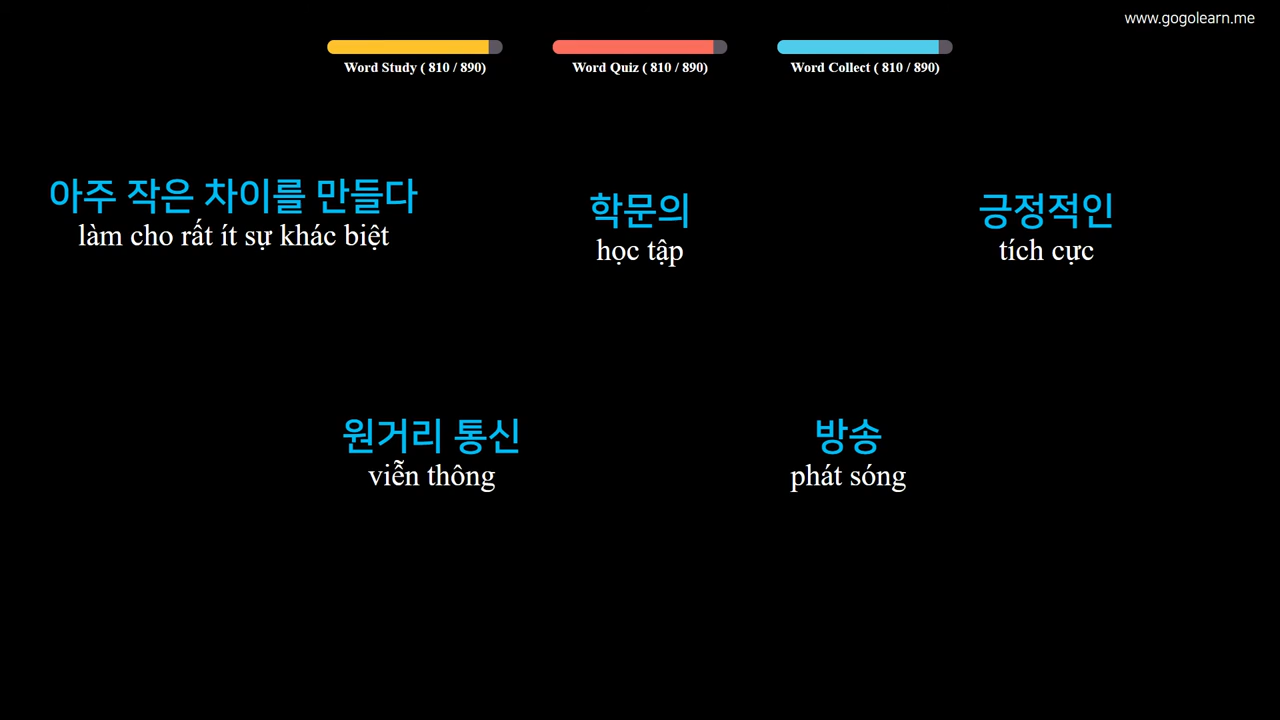 www.gogolearn.me
Word Study ( 810 / 890)
Word Quiz ( 810 / 890)
Word Collect ( 810 / 890)
아주 작은 차이를 만들다
làm cho rất ít sự khác biệt
학문의
học tập
긍정적인
tích cực
원거리 통신
viễn thông
방송
phát sóng